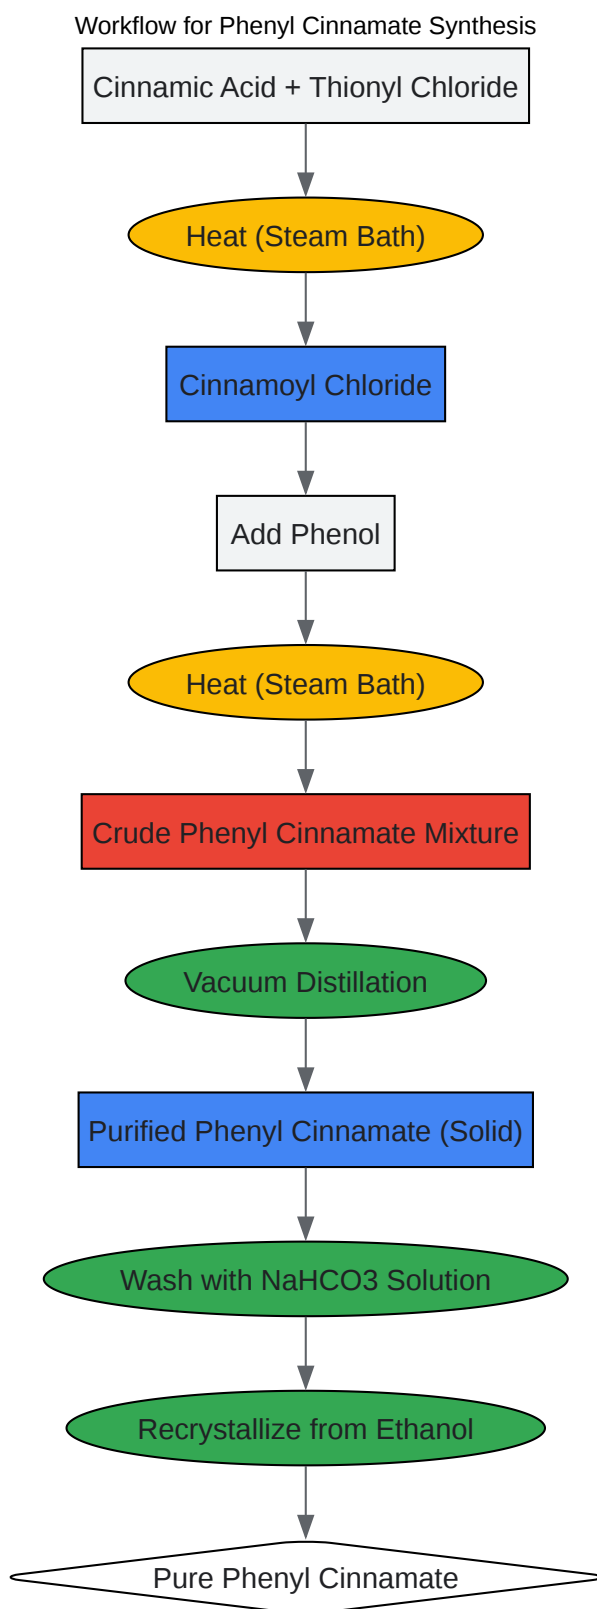 Workflow for Phenyl Cinnamate Synthesis
Cinnamic Acid + Thionyl Chloride
Heat (Steam Bath)
Cinnamoyl Chloride
Add Phenol
Heat (Steam Bath)
Crude Phenyl Cinnamate Mixture
Vacuum Distillation
Purified Phenyl Cinnamate (Solid)
Wash with NaHCO3 Solution
Recrystallize from Ethanol
Pure Phenyl Cinnamate